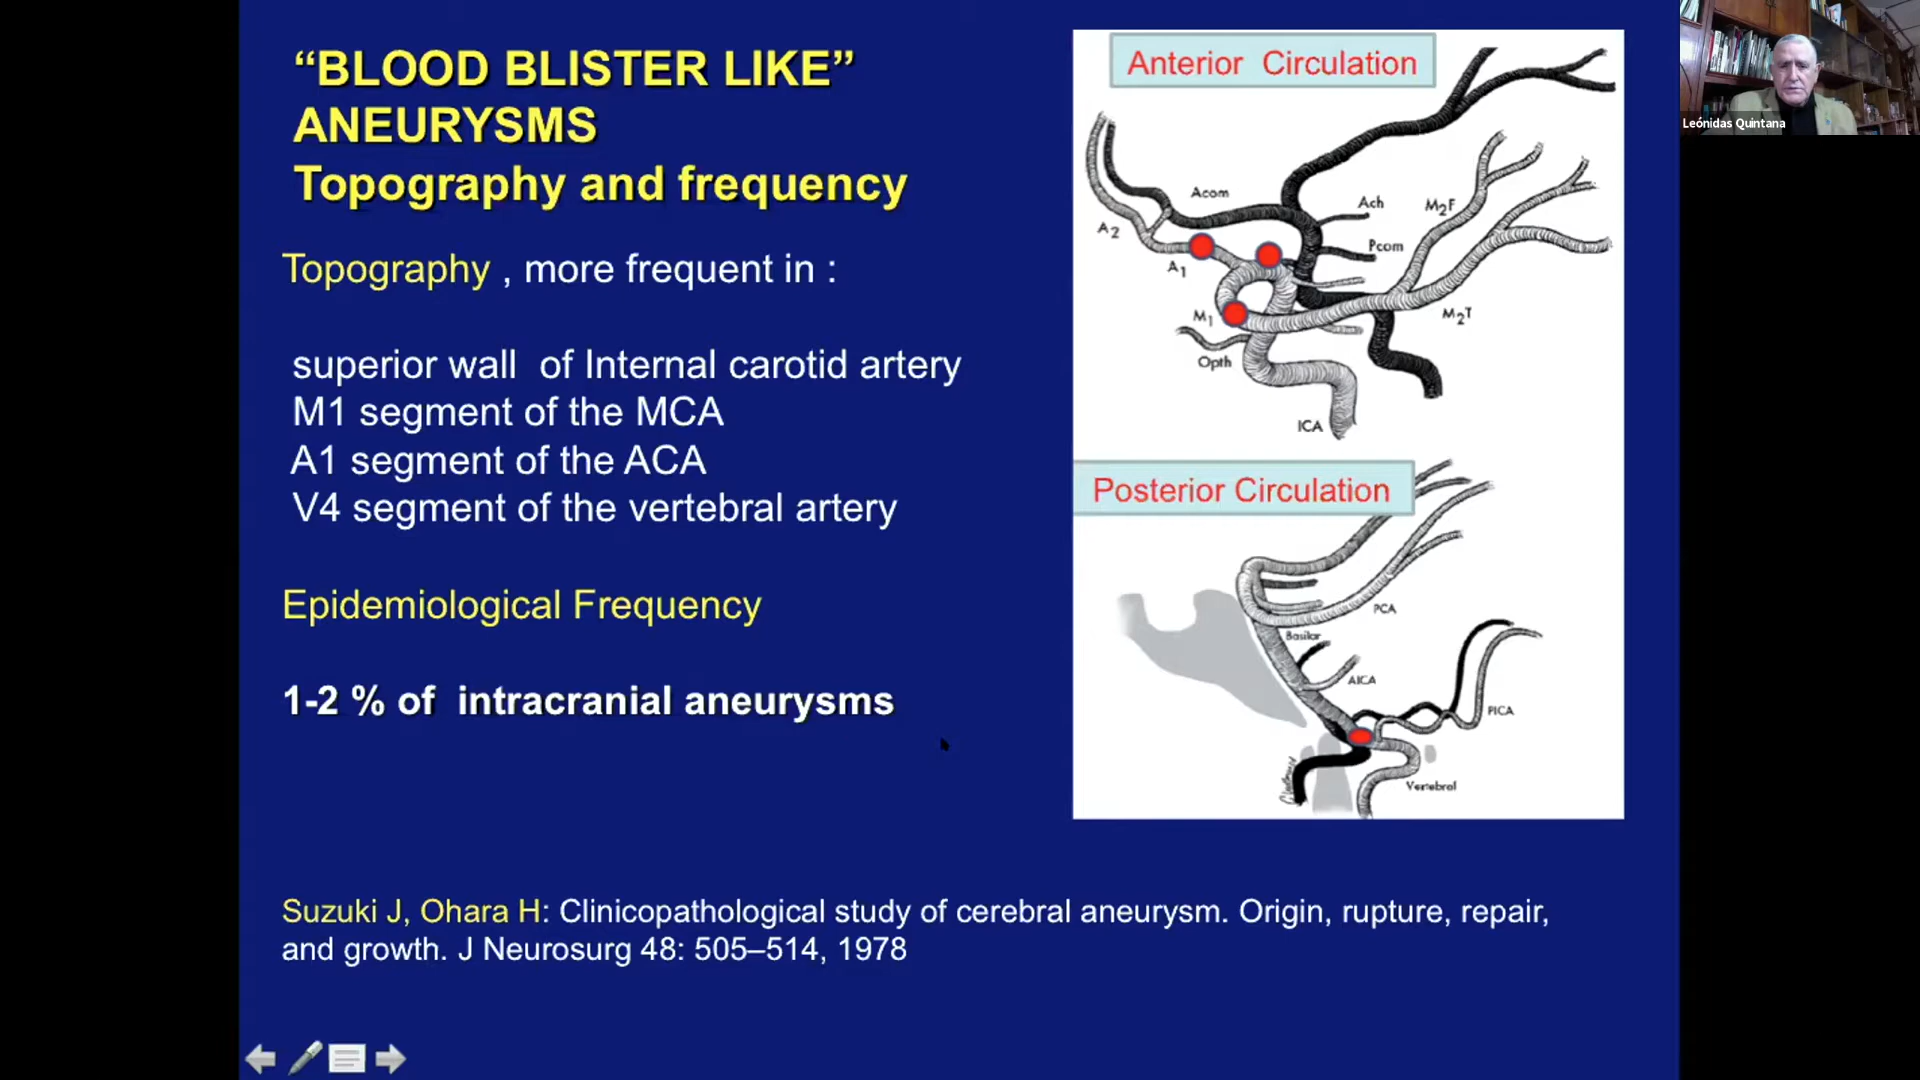 “BLOOD BLISTER LIKE”
ANEURYSMS
Topography and frequency
Topography , more frequent in :
superior wall of Internal carotid artery
M1 segment of the MCA
A1 segment of the ACA
V4 segment of the vertebral artery
Epidemiological Frequency
1-2 % of intracranial aneurysms
Suzuki J, Ohara H: Clinicopathological study of cerebral aneurysm. Origin, rupture, repair,
and growth. J Neurosurg 48: 505–514, 1978
Anterior Circulation
Acom
Ach
M2F
A2
Pcom
A1
M1
M2T
Opth
ICA
Posterior Circulation
PCA
Basilar
AICA
PICA
Vertebral
Leónidas Quintana